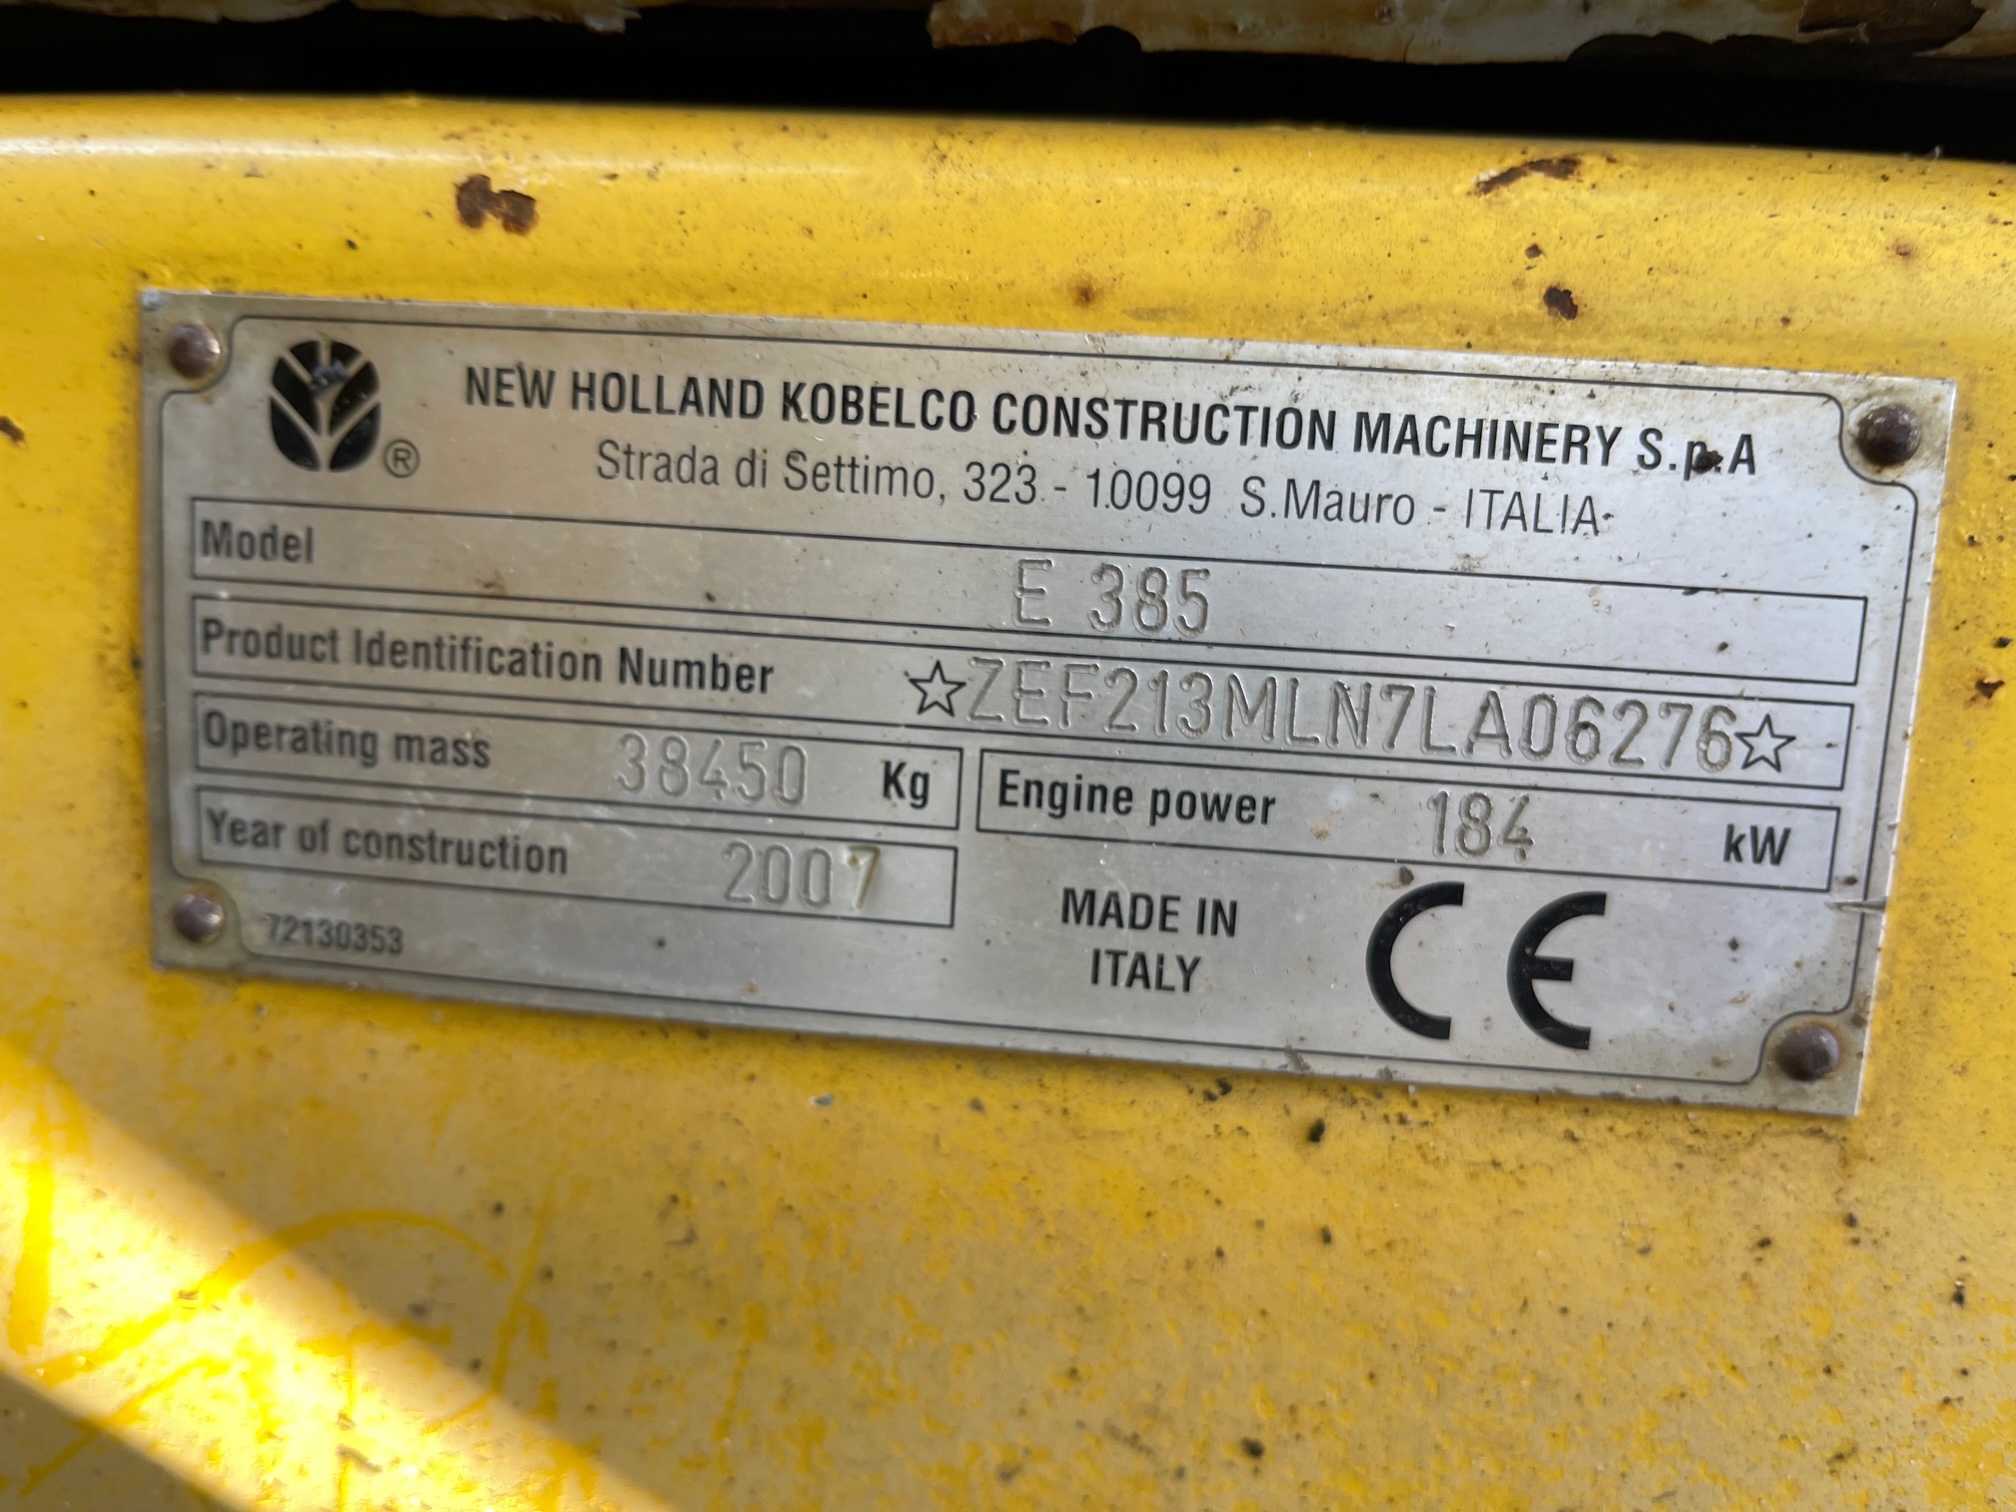 NEW HOLLAND KOBELCO CONSTRUCTION MACHINERY S.p.A
® Strada di Settimo, 323 - 10099 S.Mauro - ITALIA
Model E 385
Product Identification Number ☆ZEF213MLN7LA06276☆
Operating mass 38450 Kg Engine power 184 kW
Year of construction 2007
72130353
MADE IN
ITALY
CE